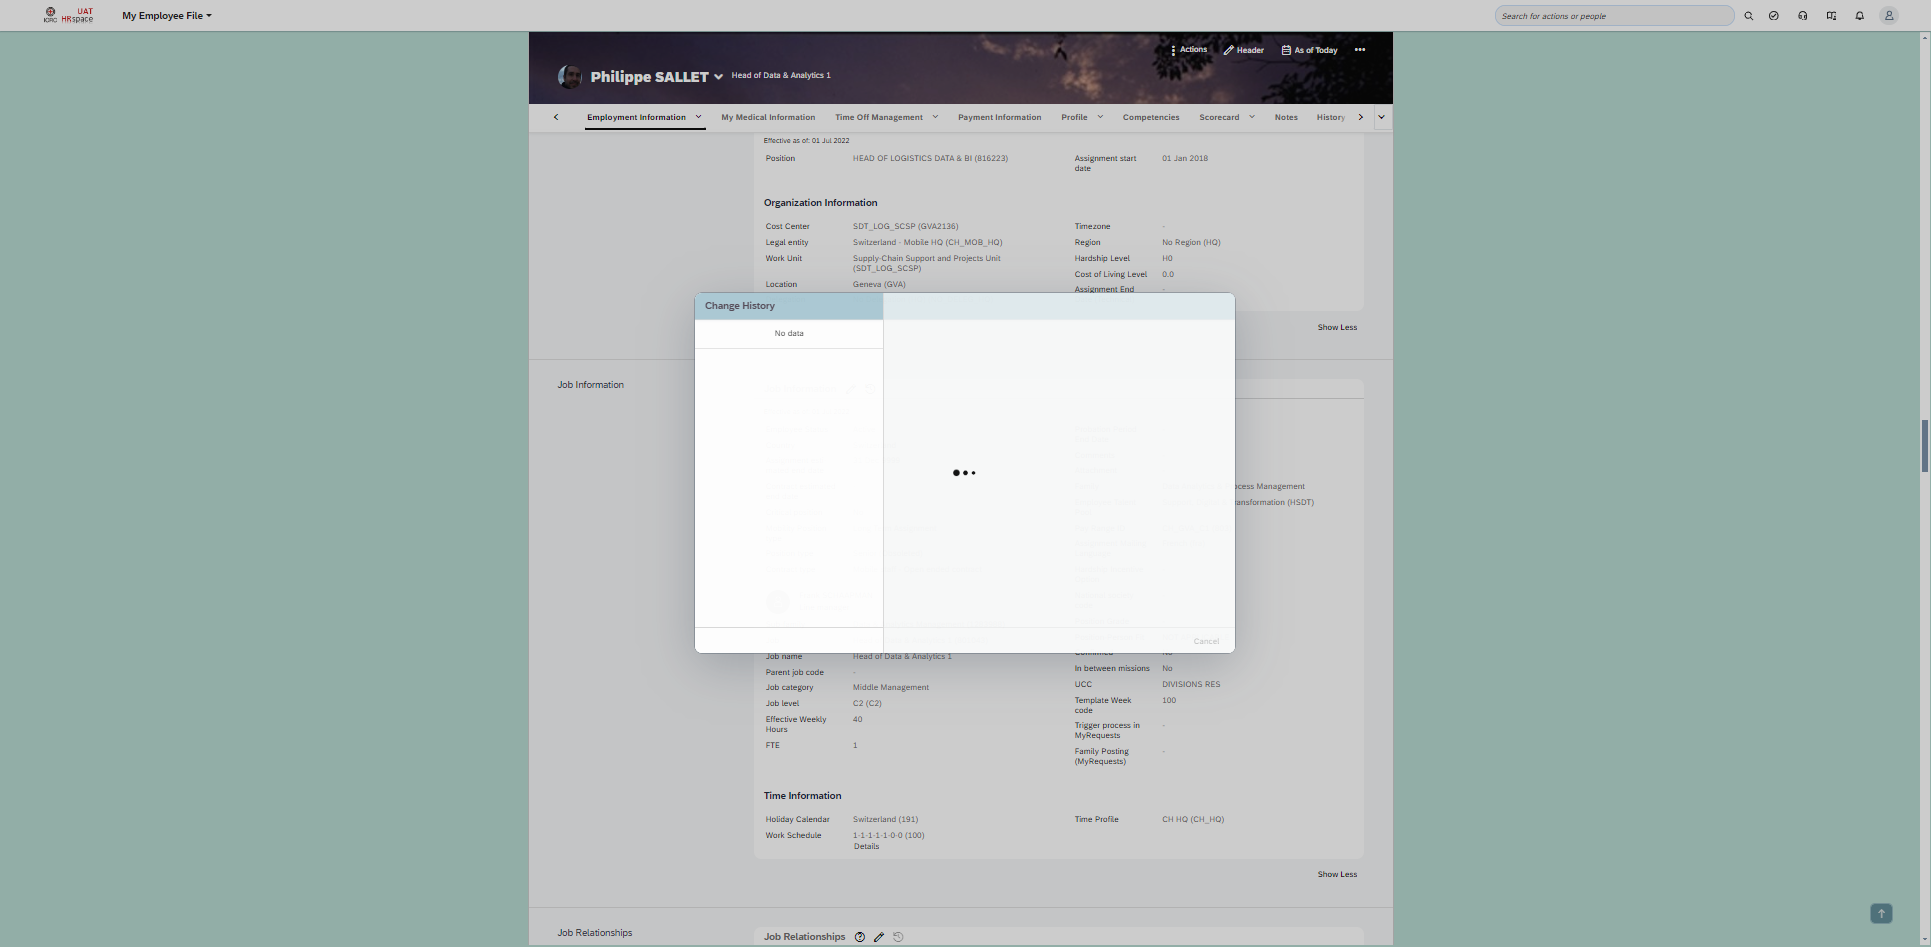 ICRC
UAT
HRspace
My Employee File
Search for actions or people
Actions
Header
As of Today
Philippe SALLET
Head of Data & Analytics 1
Employment Information
My Medical Information
Time Off Management
Payment Information
Profile
Competencies
Scorecard
Notes
History
Effective as of: 01 Jul 2022
Position
HEAD OF LOGISTICS DATA & BI (816223)
Assignment start
date
01 Jan 2018
Organization Information
Cost Center
SDT_LOG_SCSP (GVA2136)
Timezone
-
Legal entity
Switzerland - Mobile HQ (CH_MOB_HQ)
Region
No Region (HQ)
Work Unit
Supply-Chain Support and Projects Unit
(SDT_LOG_SCSP)
Hardship Level
H0
Cost of Living Level
0.0
Location
Geneva (GVA)
Assignment End
-
Change History
No data
Show Less
Job Information
ocess Management
ansformation (HSDT)
Cancel
Job name
Head of Data & Analytics 1
Parent job code
-
Job category
Middle Management
Job level
C2 (C2)
Effective Weekly
Hours
40
FTE
1
In between missions
No
UCC
DIVISIONS RES
Template Week
code
100
Trigger process in
MyRequests
-
Family Posting
(MyRequests)
-
Time Information
Holiday Calendar
Switzerland (191)
Time Profile
CH HQ (CH_HQ)
Work Schedule
1-1-1-1-1-0-0 (100)
Details
Show Less
Job Relationships
Job Relationships